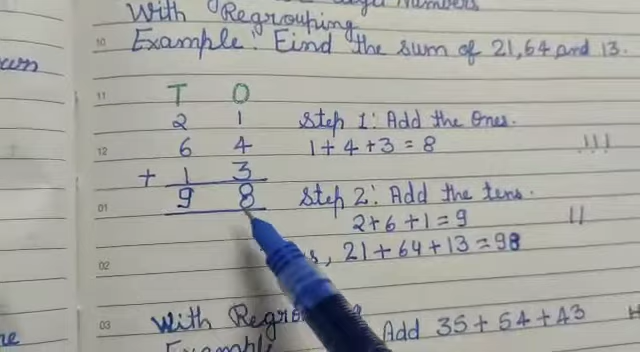 With Regrouping
Example: Find the sum of 21, 64 and 13.
T O
2 1
6 4
+ 1 3
9 8
Step 1: Add the Ones.
1+4+3=8
Step 2: Add the tens.
2+6+1=9
21+64+13=98
With
Add 35+54+43
Example